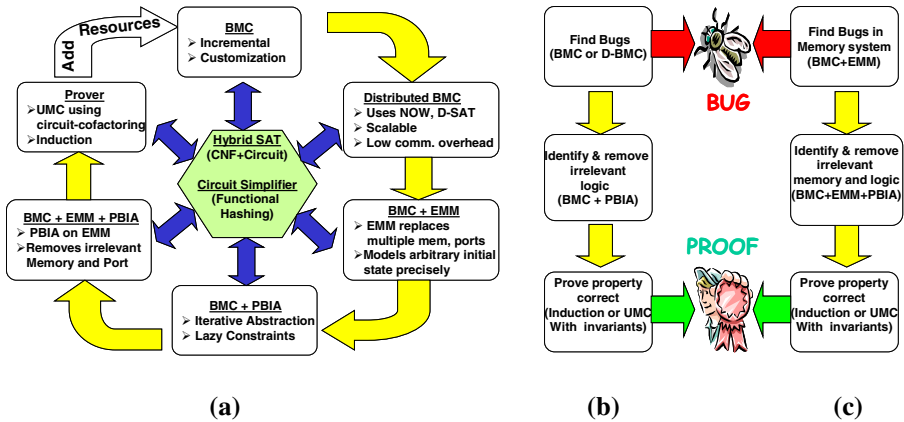 Add Resources
BMC
➢ Incremental
➢ Customization
Prover
➢UMC using
circuit-cofactoring
➢Induction
Distributed BMC
➢ Uses NOW, D-SAT
➢ Scalable
➢ Low comm. overhead
Hybrid SAT
(CNF+Circuit)
Circuit Simplifier
(Functional
Hashing)
BMC + EMM + PBIA
➢ PBIA on EMM
➢Removes irrelevant
Memory and Port
BMC + EMM
➢ EMM replaces
multiple mem, ports
➢Models arbitrary initial
state precisely
BMC + PBIA
➢ Iterative Abstraction
➢ Lazy Constraints
(a)
Find Bugs
(BMC or D-BMC)
BUG
Identify & remove
irrelevant
logic
(BMC + PBIA)
PROOF
Prove property
correct
(Induction or UMC
With invariants)
(b)
Find Bugs in
Memory system
(BMC+EMM)
Identify & remove
irrelevant
memory and logic
(BMC+EMM+PBIA)
Prove property
correct
(Induction or UMC
With invariants)
(c)